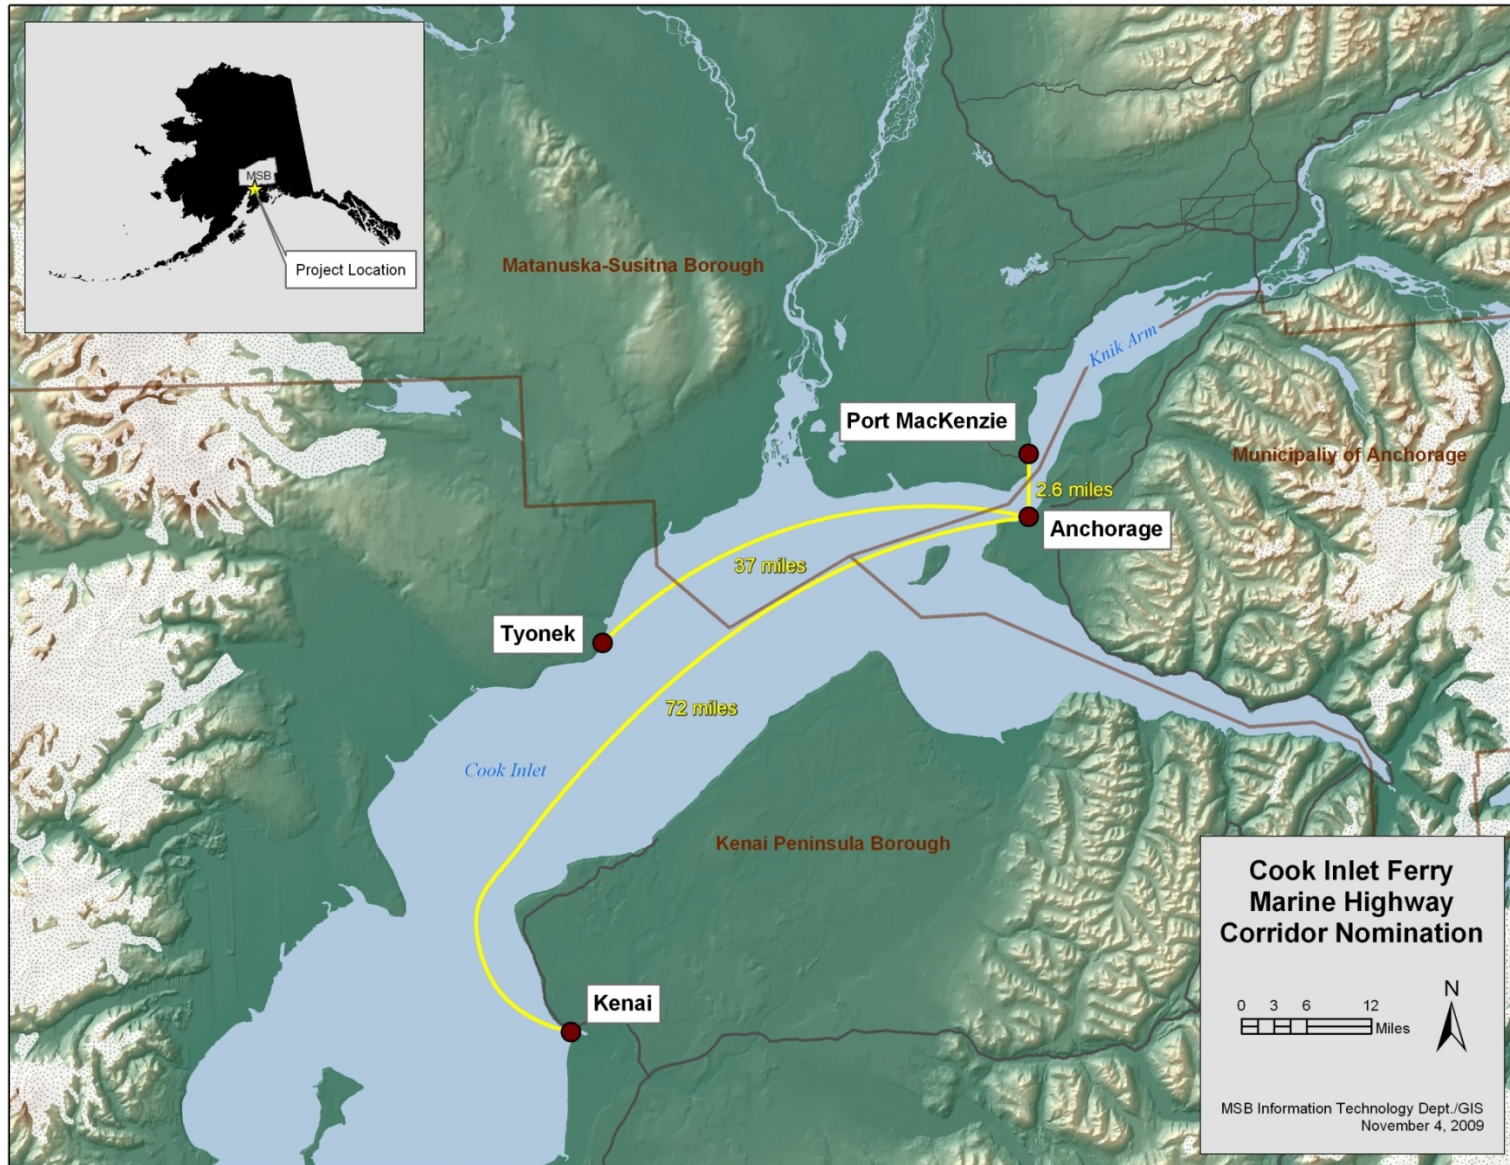 MSB
Project Location
Matanuska-Susitna Borough
Knik Arm
Port MacKenzie
Municipaliy of Anchorage
2.6 miles
Anchorage
37 miles
Tyonek
72 miles
Cook Inlet
Kenai Peninsula Borough
Kenai
Cook Inlet Ferry
Marine Highway
Corridor Nomination
N
0 3 6 12
Miles
MSB Information Technology Dept./GIS
November 4, 2009